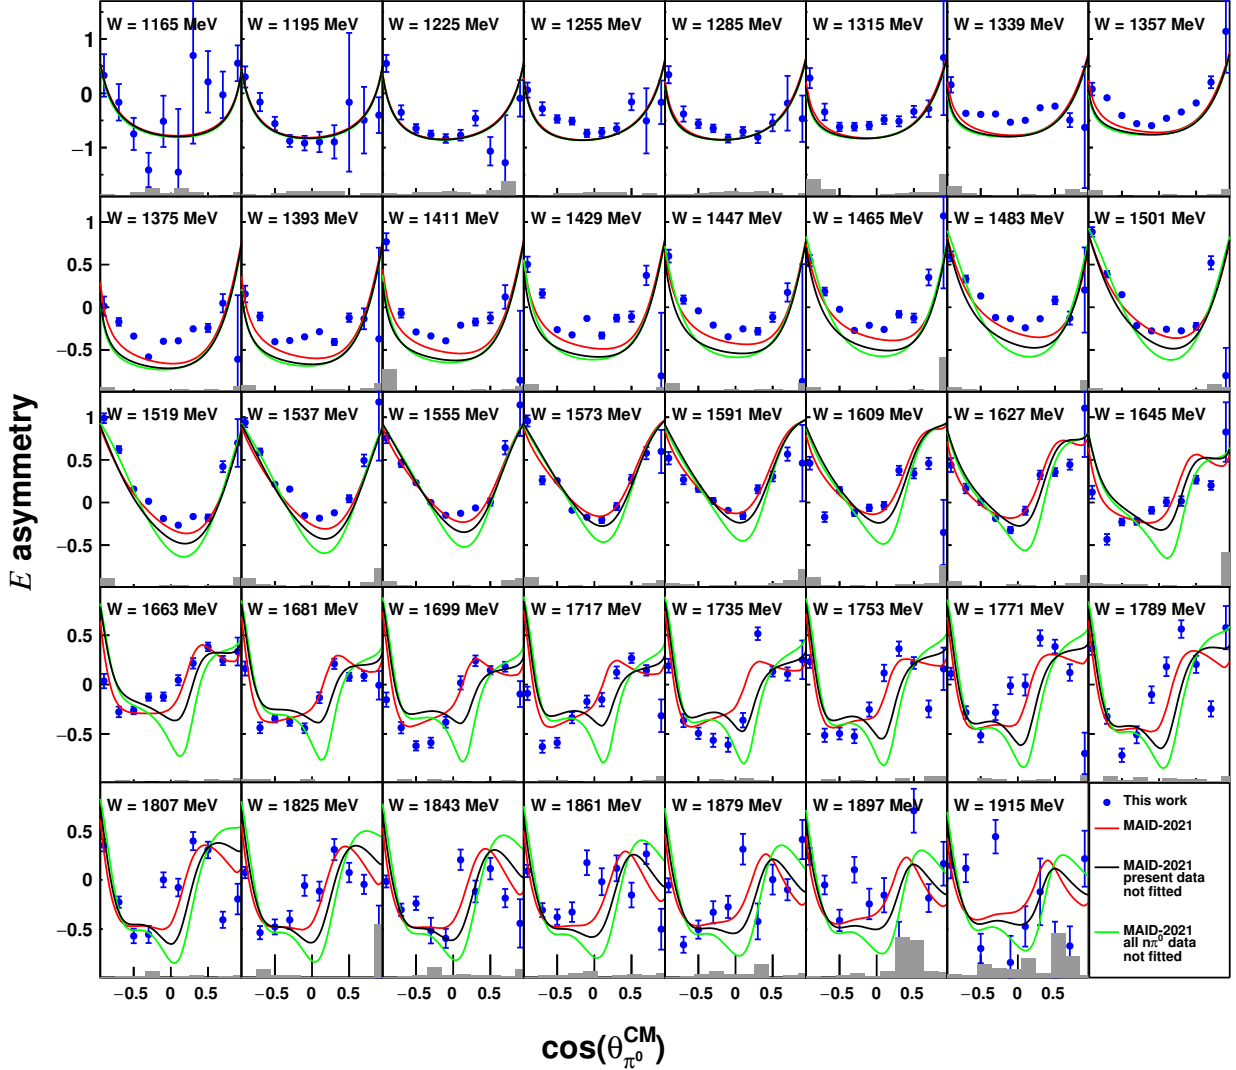 W = 1165 MeV W = 1195 MeV W = 1225 MeV W = 1255 MeV W = 1285 MeV W = 1315 MeV W = 1339 MeV W = 1357 MeV
1
0
−1
W = 1375 MeV W = 1393 MeV W = 1411 MeV W = 1429 MeV W = 1447 MeV W = 1465 MeV W = 1483 MeV W = 1501 MeV
1
0.5
0
−0.5
W = 1519 MeV W = 1537 MeV W = 1555 MeV W = 1573 MeV W = 1591 MeV W = 1609 MeV W = 1627 MeV W = 1645 MeV
1
0.5
0
−0.5
E asymmetry
W = 1663 MeV W = 1681 MeV W = 1699 MeV W = 1717 MeV W = 1735 MeV W = 1753 MeV W = 1771 MeV W = 1789 MeV
0.5
0
−0.5
W = 1807 MeV W = 1825 MeV W = 1843 MeV W = 1861 MeV W = 1879 MeV W = 1897 MeV W = 1915 MeV
0.5
0
−0.5
This work
MAID-2021
MAID-2021
present data
not fitted
MAID-2021
all nπ⁰ data
not fitted
−0.5 0 0.5 −0.5 0 0.5 −0.5 0 0.5 −0.5 0 0.5 −0.5 0 0.5 −0.5 0 0.5 −0.5 0 0.5
cos(θ_{π⁰}^{CM})